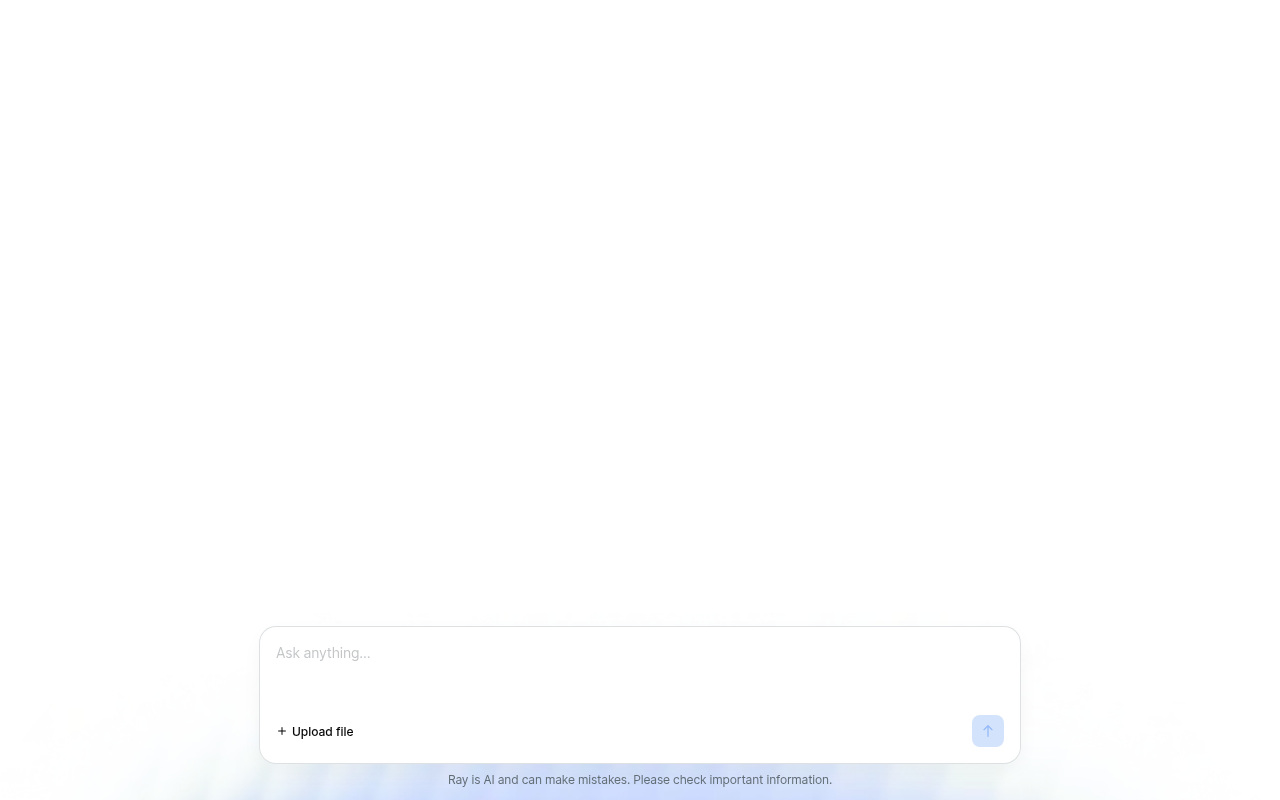 Ask anything...
Upload file
Ray is AI and can make mistakes. Please check important information.